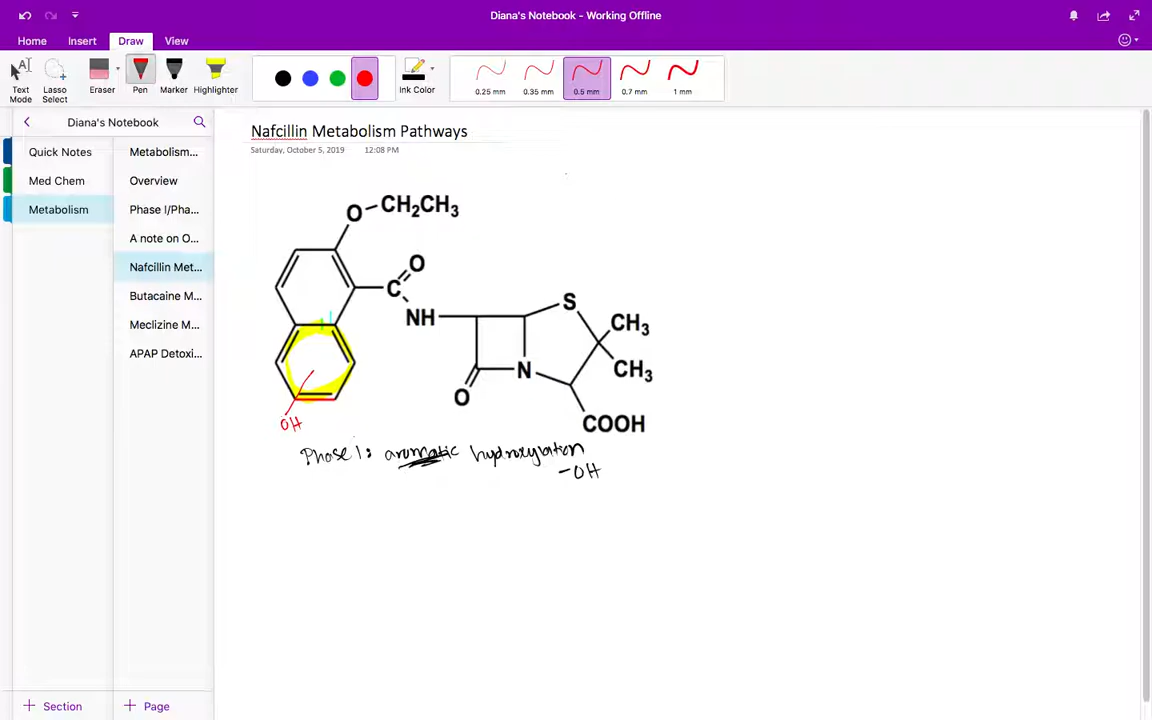 Diana's Notebook - Working Offline
Home Insert Draw View
Text Mode
Lasso Select
Eraser
Pen
Marker
Highlighter
Ink Color
0.25 mm
0.35 mm
0.5 mm
0.7 mm
1 mm
Diana's Notebook
Quick Notes
Med Chem
Metabolism
Metabolism...
Overview
Phase I/Pha...
A note on O...
Nafcillin Met...
Butacaine M...
Meclizine M...
APAP Detoxi...
+ Section
+ Page
Nafcillin Metabolism Pathways
Saturday, October 5, 2019 12:08 PM
O-CH2CH3
O
C
NH
S
CH3
CH3
N
O
COOH
OH
Phase I: aromatic hydroxylation
-OH